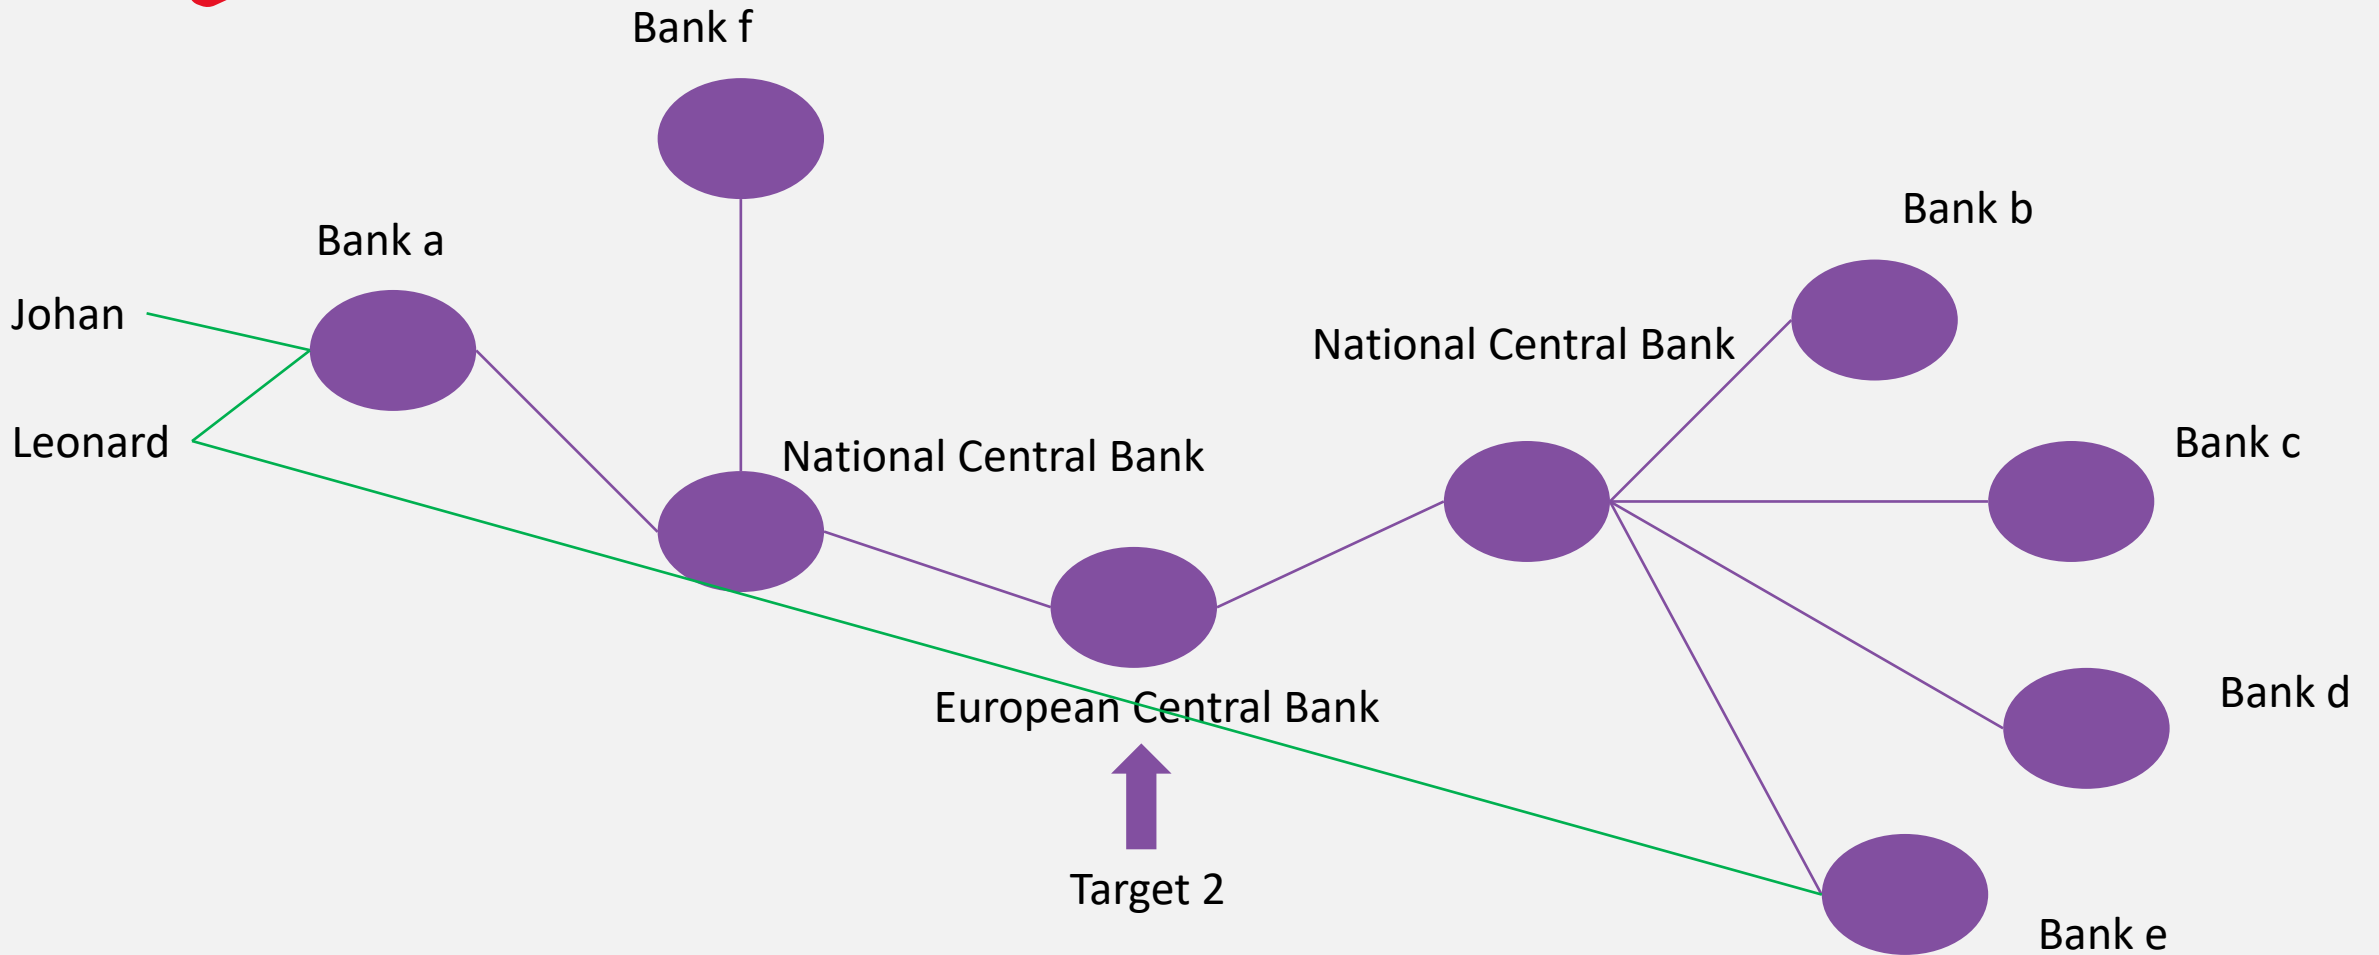 Bank f
Bank b
Bank a
Johan
National Central Bank
Leonard
Bank c
National Central Bank
Bank d
European Central Bank
Target 2
Bank e